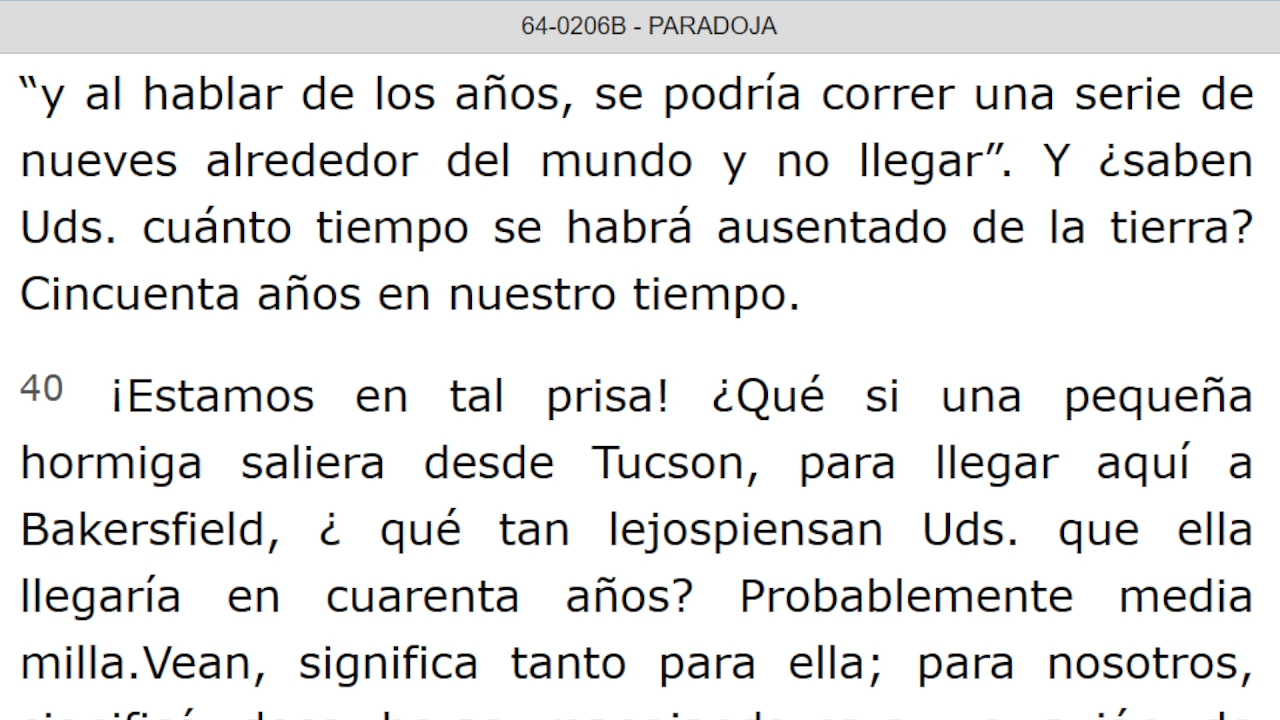 64-0206B - PARADOJA
“y al hablar de los años, se podría correr una serie de
nueves alrededor del mundo y no llegar”. Y ¿saben
Uds. cuánto tiempo se habrá ausentado de la tierra?
Cincuenta años en nuestro tiempo.
40 ¡Estamos en tal prisa! ¿Qué si una pequeña
hormiga saliera desde Tucson, para llegar aquí a
Bakersfield, ¿ qué tan lejospiensan Uds. que ella
llegaría en cuarenta años? Probablemente media
milla.Vean, significa tanto para ella; para nosotros,